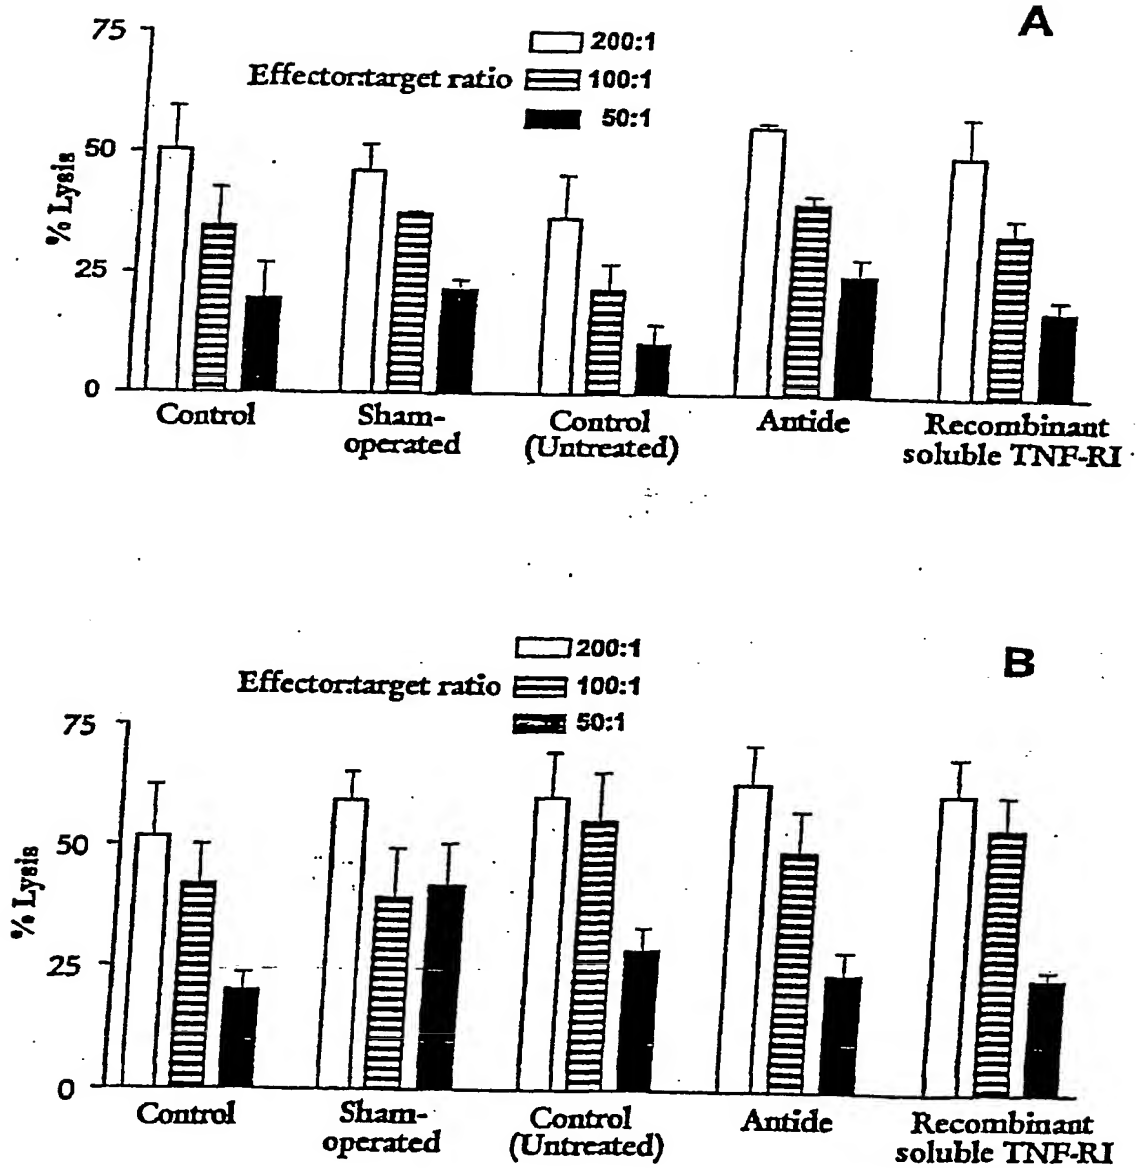 A
75
200:1
Effector:target ratio 100:1
50:1
50
% Lysis
25
0
Control
Sham-
operated
Control
(Untreated)
Antide
Recombinant
soluble TNF-RI
B
200:1
Effector:target ratio 100:1
50:1
75
50
% Lysis
25
0
Control
Sham-
operated
Control
(Untreated)
Antide
Recombinant
soluble TNF-RI